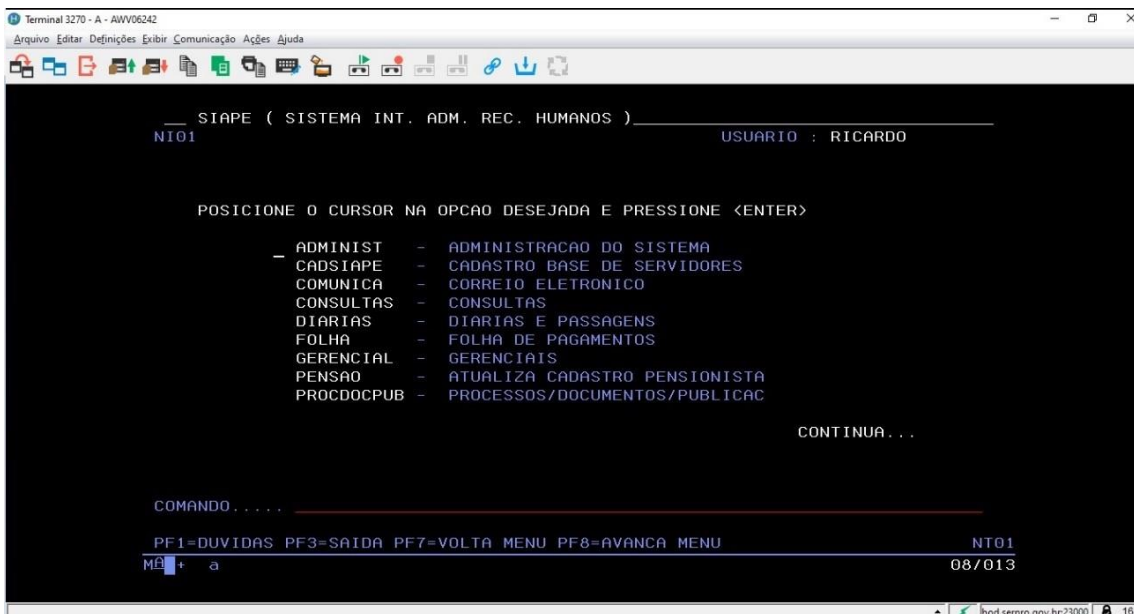 Terminal 3270 - A - AWV06242
Arquivo Editar Definições Exibir Comunicação Ações Ajuda
__ SIAPE ( SISTEMA INT. ADM. REC. HUMANOS )
NI01 USUARIO : RICARDO
POSICIONE O CURSOR NA OPCAO DESEJADA E PRESSIONE <ENTER>
_ ADMINIST - ADMINISTRACAO DO SISTEMA
CADSIAPE - CADASTRO BASE DE SERVIDORES
COMUNICA - CORREIO ELETRONICO
CONSULTAS - CONSULTAS
DIARIAS - DIARIAS E PASSAGENS
FOLHA - FOLHA DE PAGAMENTOS
GERENCIAL - GERENCIAIS
PENSAO - ATUALIZA CADASTRO PENSIONISTA
PROCDOCPUB - PROCESSOS/DOCUMENTOS/PUBLICAC
CONTINUA...
COMANDO.....
PF1=DUVIDAS PF3=SAIDA PF7=VOLTA MENU PF8=AVANCA MENU NT01
MA + a 08/013
hod.serpro.gov.br:23000